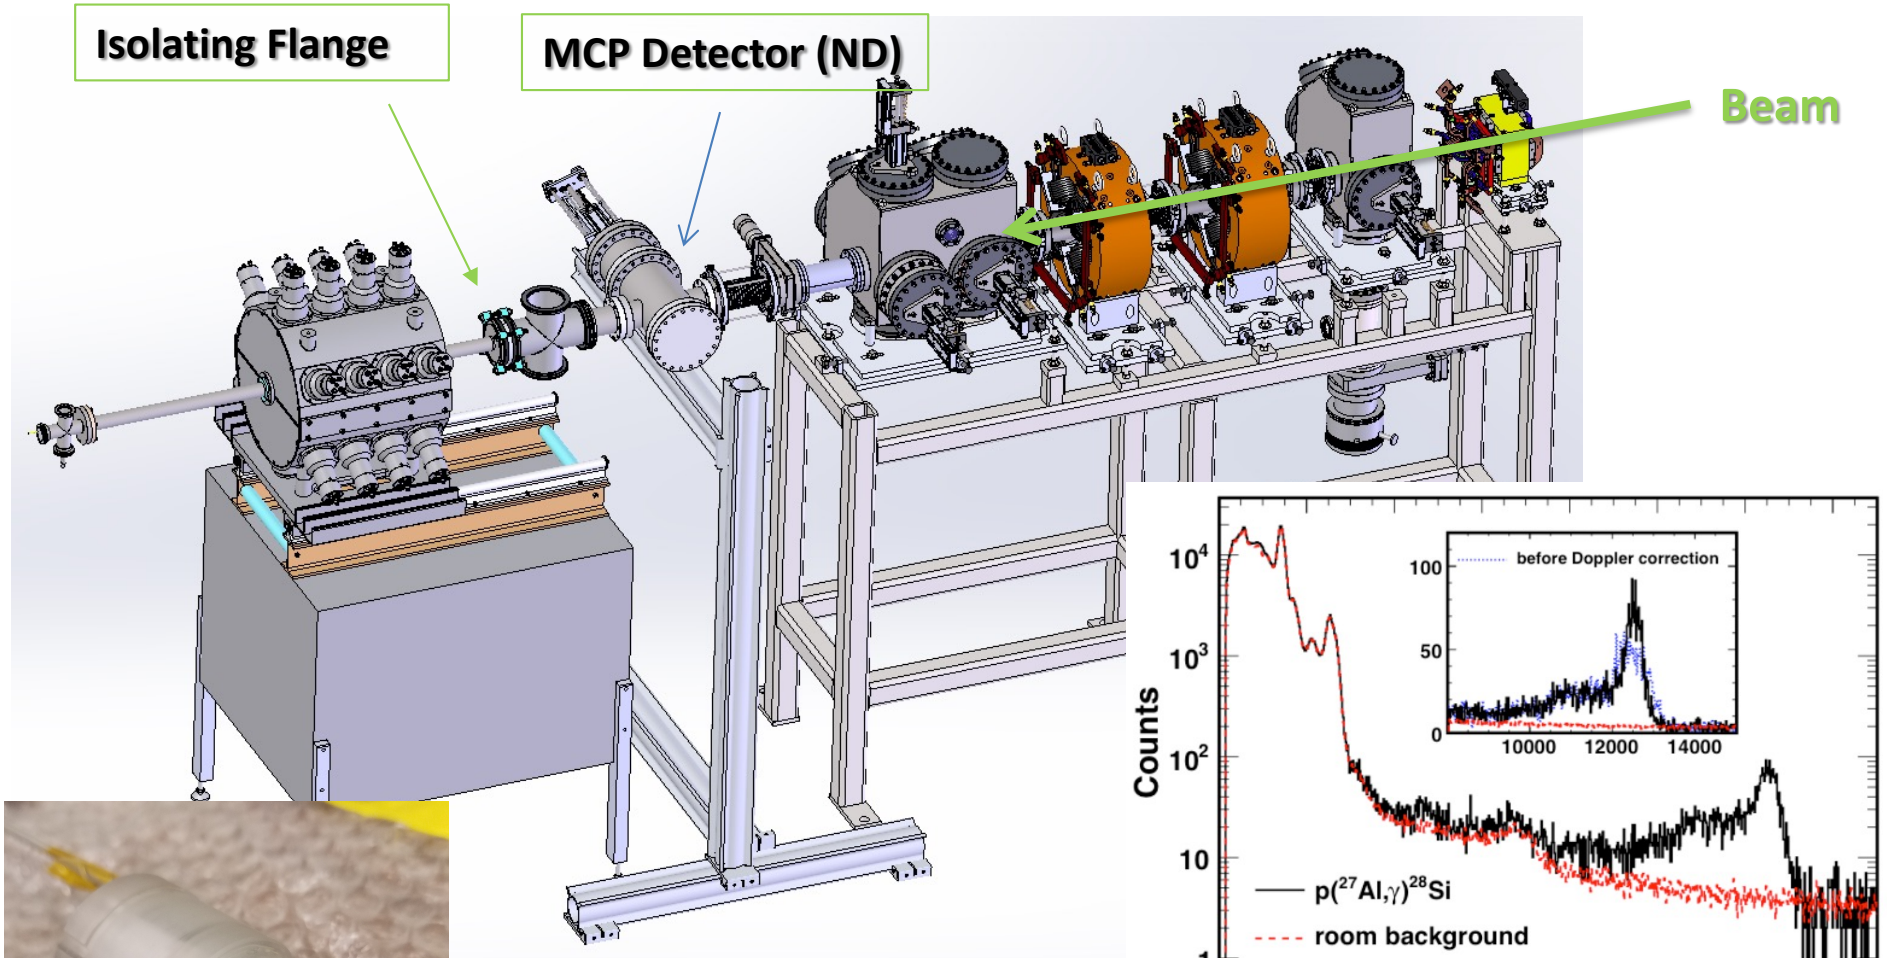 Isolating Flange
MCP Detector (ND)
Beam
Counts
10⁴
10³
10²
10
1
before Doppler correction
100
50
0
10000 12000 14000
p(²⁷Al,γ)²⁸Si
room background